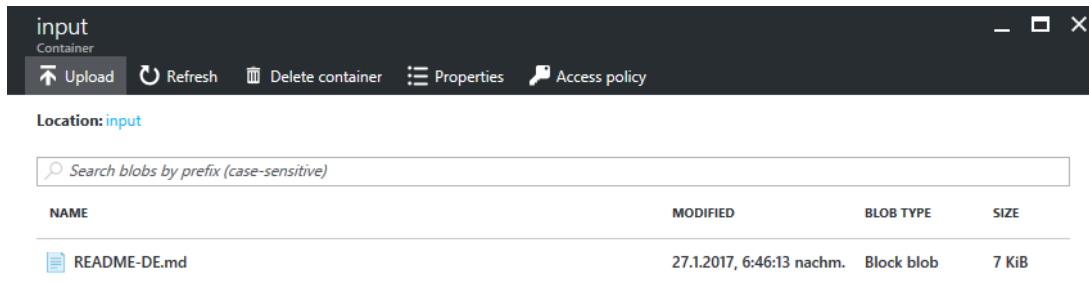 input
Container
Upload Refresh Delete container Properties Access policy
Location: input
Search blobs by prefix (case-sensitive)
NAME MODIFIED BLOB TYPE SIZE
README-DE.md 27.1.2017, 6:46:13 nachm. Block blob 7 KiB